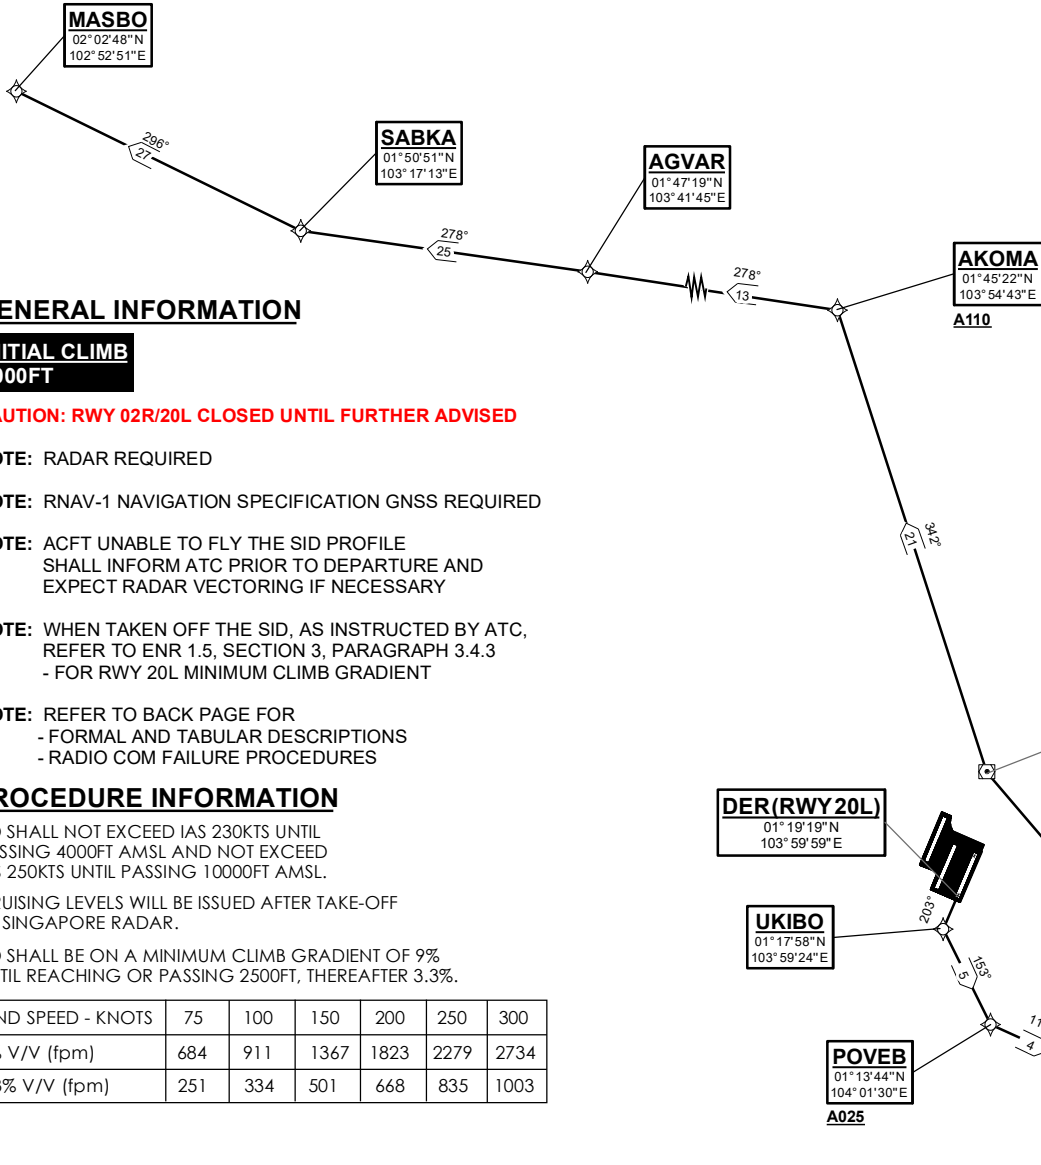 MASBO
02°02'48"N
102°52'51"E
296°
27
SABKA
01°50'51"N
103°17'13"E
278°
25
AGVAR
01°47'19"N
103°41'45"E
278°
13
AKOMA
01°45'22"N
103°54'43"E
A110
342°
21
ENERAL INFORMATION
ITIAL CLIMB
000FT
AUTION: RWY 02R/20L CLOSED UNTIL FURTHER ADVISED
OTE: RADAR REQUIRED
OTE: RNAV-1 NAVIGATION SPECIFICATION GNSS REQUIRED
OTE: ACFT UNABLE TO FLY THE SID PROFILE
SHALL INFORM ATC PRIOR TO DEPARTURE AND
EXPECT RADAR VECTORING IF NECESSARY
OTE: WHEN TAKEN OFF THE SID, AS INSTRUCTED BY ATC,
REFER TO ENR 1.5, SECTION 3, PARAGRAPH 3.4.3
- FOR RWY 20L MINIMUM CLIMB GRADIENT
OTE: REFER TO BACK PAGE FOR
- FORMAL AND TABULAR DESCRIPTIONS
- RADIO COM FAILURE PROCEDURES
ROCEDURE INFORMATION
SHALL NOT EXCEED IAS 230KTS UNTIL
SSING 4000FT AMSL AND NOT EXCEED
250KTS UNTIL PASSING 10000FT AMSL.
UISING LEVELS WILL BE ISSUED AFTER TAKE-OFF
SINGAPORE RADAR.
SHALL BE ON A MINIMUM CLIMB GRADIENT OF 9%
TIL REACHING OR PASSING 2500FT, THEREAFTER 3.3%.
ND SPEED - KNOTS 75 100 150 200 250 300
% V/V (fpm) 684 911 1367 1823 2279 2734
3% V/V (fpm) 251 334 501 668 835 1003
DER(RWY20L)
01°19'19"N
103°59'59"E
203°
UKIBO
01°17'58"N
103°59'24"E
153°
5
POVEB
01°13'44"N
104°01'30"E
A025
11
4